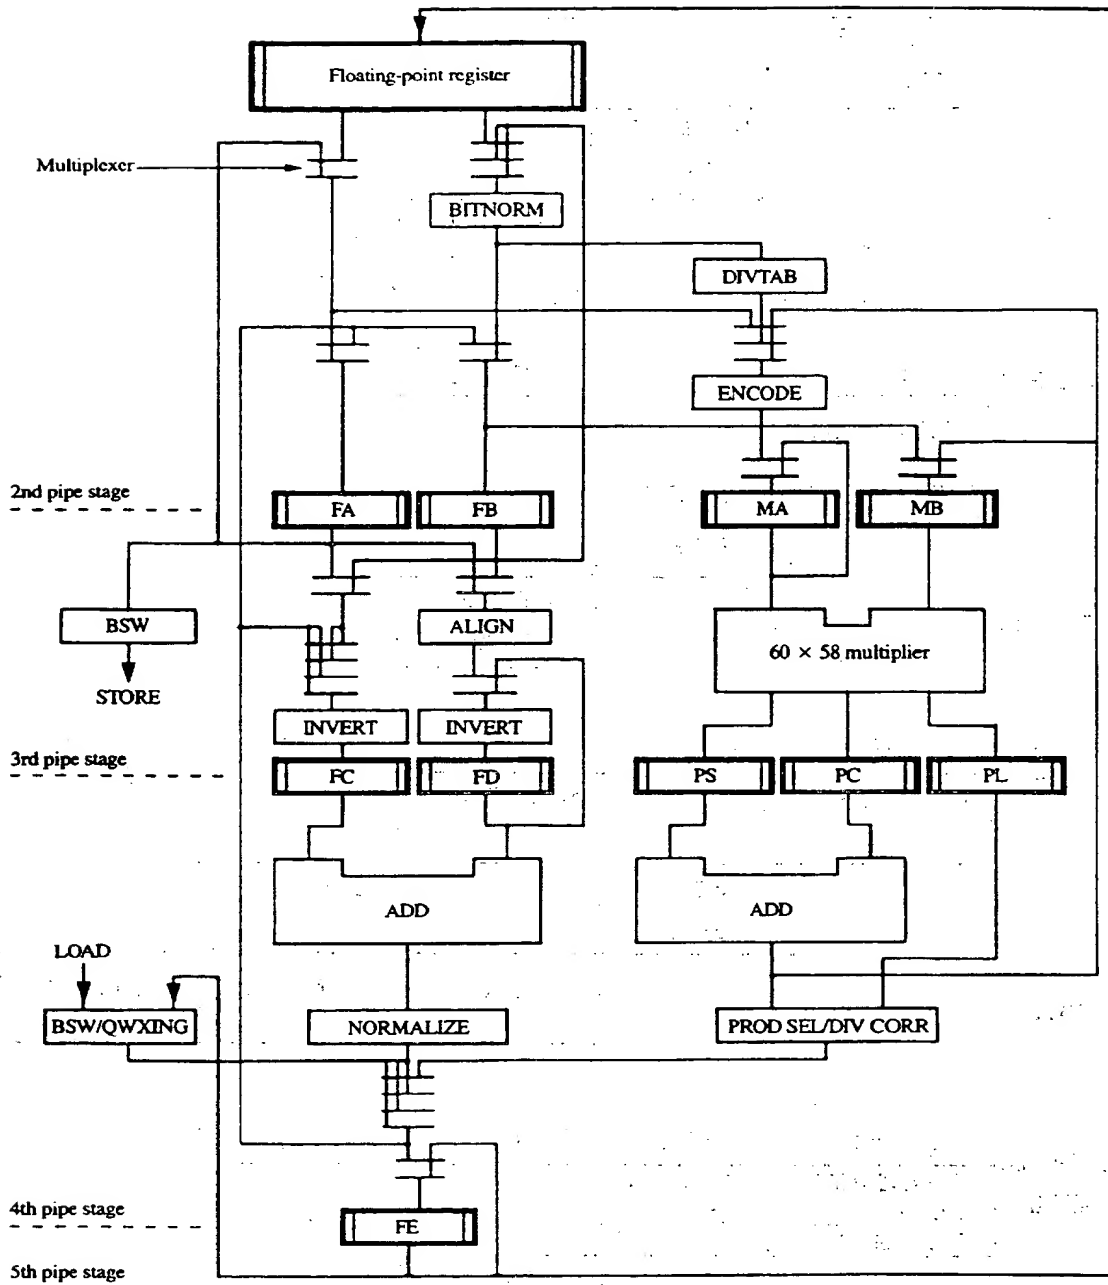 Floating-point register
Multiplexer
BITNORM
DIVTAB
ENCODE
2nd pipe stage
FA
FB
MA
MB
BSW
ALIGN
60 × 58 multiplier
STORE
INVERT
INVERT
3rd pipe stage
FC
FD
PS
PC
PL
ADD
ADD
LOAD
BSW/QWXING
NORMALIZE
PROD SEL/DIV CORR
4th pipe stage
FE
5th pipe stage